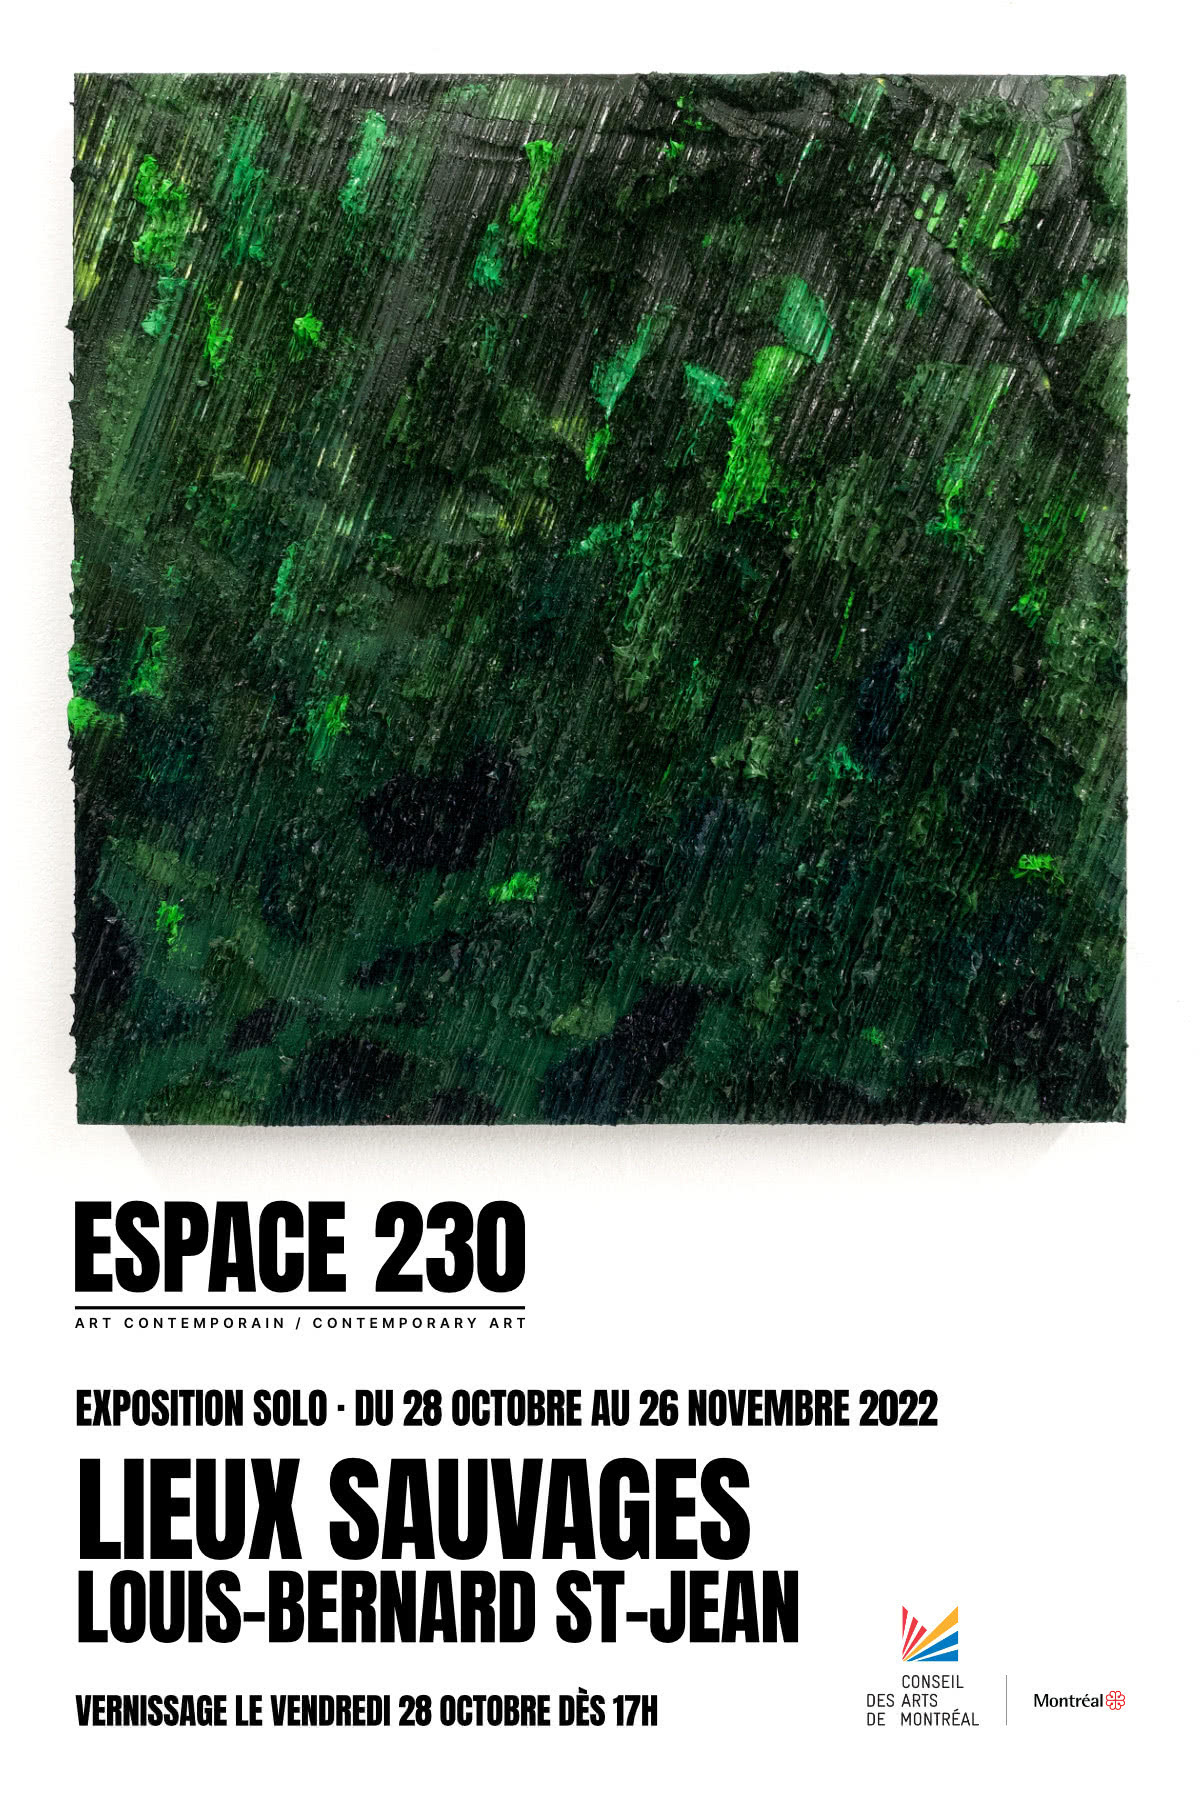 ESPACE 230
ART CONTEMPORAIN / CONTEMPORARY ART
EXPOSITION SOLO · DU 28 OCTOBRE AU 26 NOVEMBRE 2022
LIEUX SAUVAGES
LOUIS-BERNARD ST-JEAN
VERNISSAGE LE VENDREDI 28 OCTOBRE DÈS 17H
CONSEIL
DES ARTS
DE MONTRÉAL
Montréal